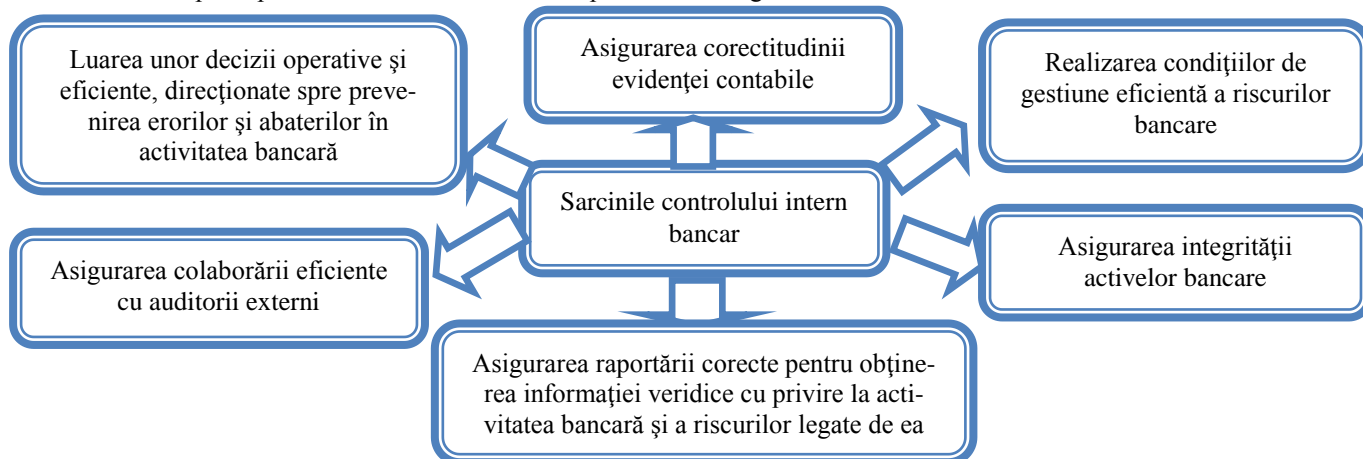 Luarea unor decizii operative şi
eficiente, direcţionate spre preve-
nirea erorilor şi abaterilor în
activitatea bancară
Asigurarea corectitudinii
evidenţei contabile
Realizarea condiţiilor de
gestiune eficientă a riscurilor
bancare
Sarcinile controlului intern
bancar
Asigurarea colaborării eficiente
cu auditorii externi
Asigurarea integrităţii
activelor bancare
Asigurarea raportării corecte pentru obţine-
rea informaţiei veridice cu privire la acti-
vitatea bancară şi a riscurilor legate de ea